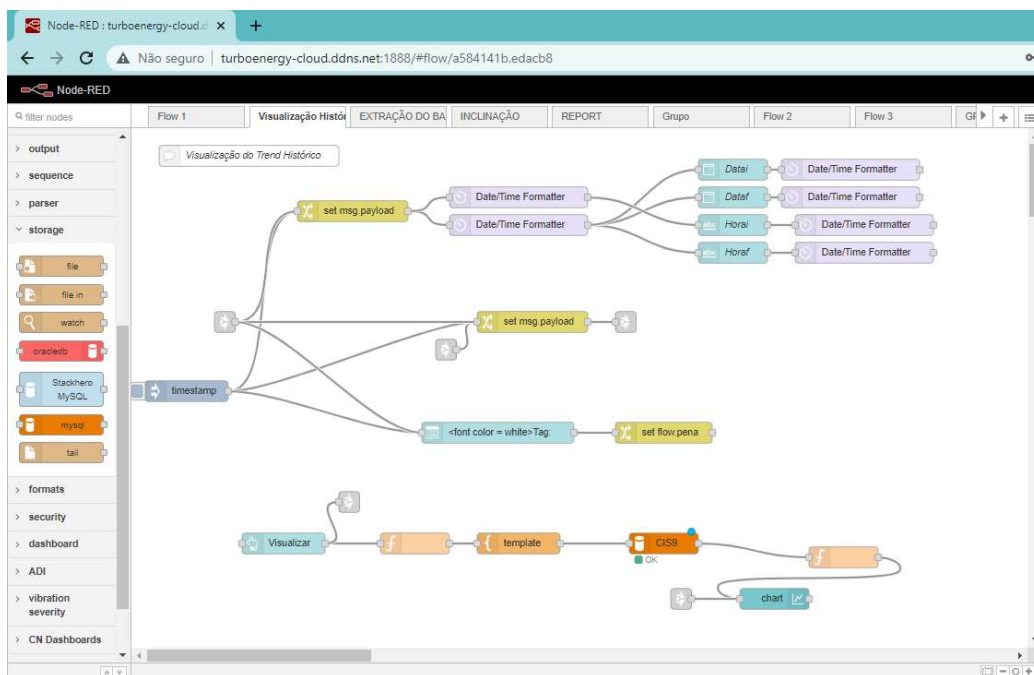 Node-RED : turboenergy-cloud.d
Não seguro | turboenergy-cloud.ddns.net:1888/#flow/a584141b.edacb8
Node-RED
filter nodes
Flow 1
Visualização Histó
EXTRAÇÃO DO BA
INCLINAÇÃO
REPORT
Grupo
Flow 2
Flow 3
output
sequence
parser
storage
file
file in
watch
oracledb
Stackhero
MySQL
mysql
tail
formats
security
dashboard
ADI
vibration
severity
CN Dashboards
Visualização do Trend Histórico
set msg.payload
Date/Time Formatter
Date/Time Formatter
Datai
Date/Time Formatter
Dataf
Date/Time Formatter
abc
Horai
Date/Time Formatter
abc
Horaf
Date/Time Formatter
set msg.payload
timestamp
<font color = white>Tag:
set flow.pena
Visualizar
f
{
template
CIS9
OK
f
chart